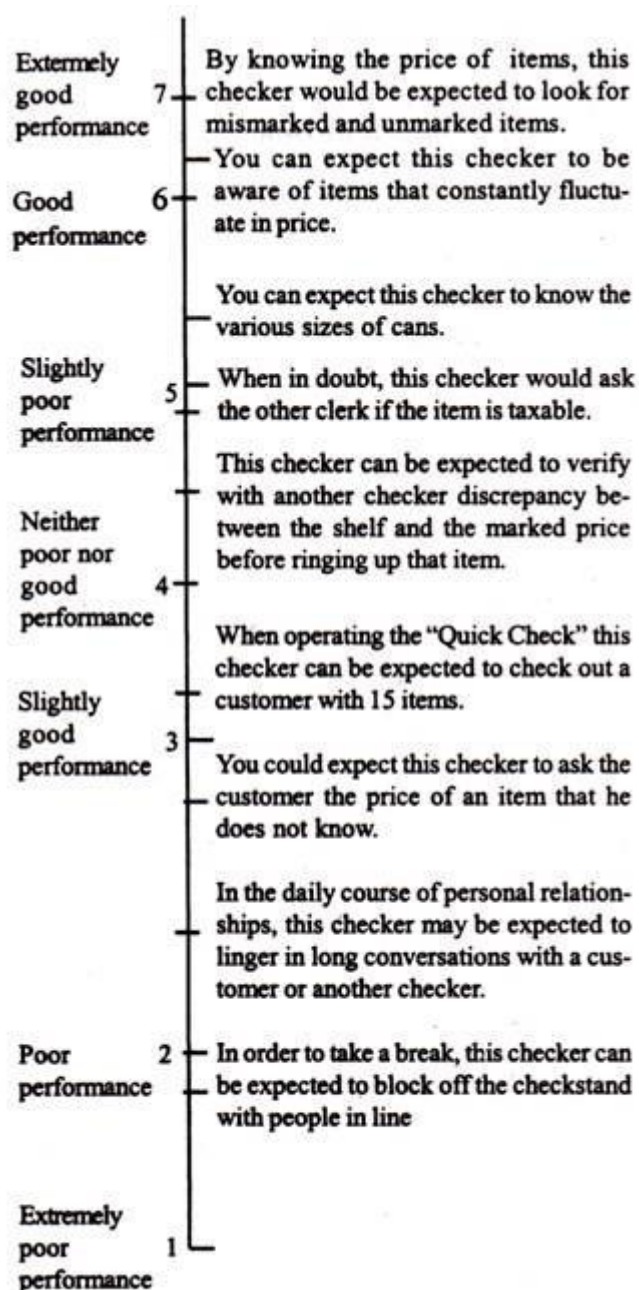 Extermely
good
performance
7
By knowing the price of items, this
checker would be expected to look for
mismarked and unmarked items.
You can expect this checker to be
aware of items that constantly fluctu-
ate in price.
Good
performance
6
You can expect this checker to know the
various sizes of cans.
Slightly
poor
performance
5
When in doubt, this checker would ask
the other clerk if the item is taxable.
This checker can be expected to verify
with another checker discrepancy be-
tween the shelf and the marked price
before ringing up that item.
Neither
poor nor
good
performance
4
When operating the “Quick Check” this
checker can be expected to check out a
customer with 15 items.
Slightly
good
performance
3
You could expect this checker to ask the
customer the price of an item that he
does not know.
In the daily course of personal relation-
ships, this checker may be expected to
linger in long conversations with a cus-
tomer or another checker.
Poor
performance
2
In order to take a break, this checker can
be expected to block off the checkstand
with people in line
Extremely
poor
performance
1